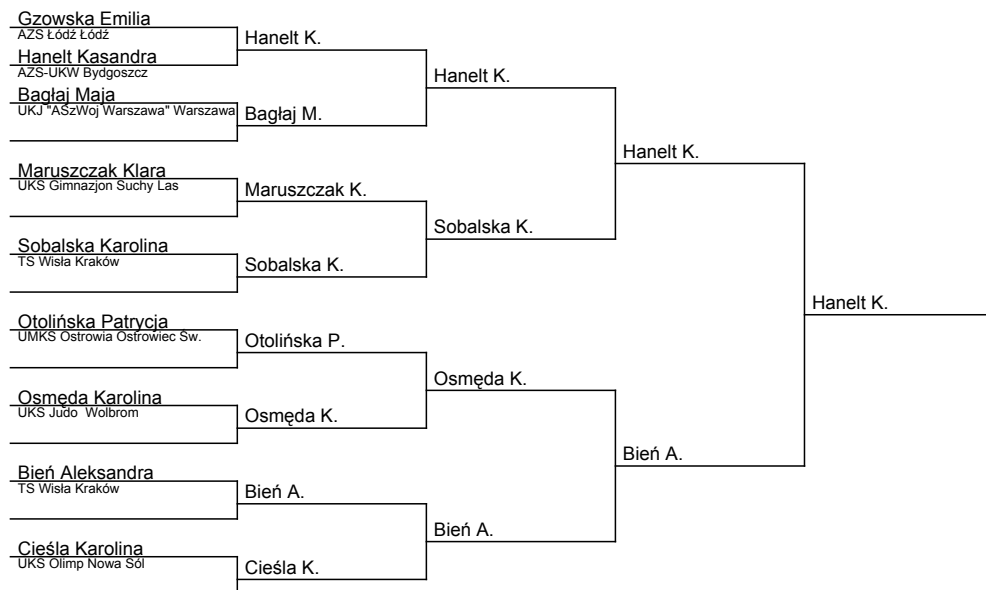 Gzowska Emilia
AZS Łódź Łódź
Hanelt Kasandra
AZS-UKW Bydgoszcz
Bagłaj Maja
UKJ "ASzWoj Warszawa" Warszawa
Maruszczak Klara
UKS Gimnazjon Suchy Las
Sobalska Karolina
TS Wisła Kraków
Otolińska Patrycja
UMKS Ostrowia Ostrowiec Św.
Osmęda Karolina
UKS Judo  Wolbrom
Bień Aleksandra
TS Wisła Kraków
Cieśla Karolina
UKS Olimp Nowa Sól
Hanelt K.
Bagłaj M.
Maruszczak K.
Sobalska K.
Otolińska P.
Osmęda K.
Bień A.
Cieśla K.
Hanelt K.
Sobalska K.
Osmęda K.
Bień A.
Hanelt K.
Bień A.
Hanelt K.